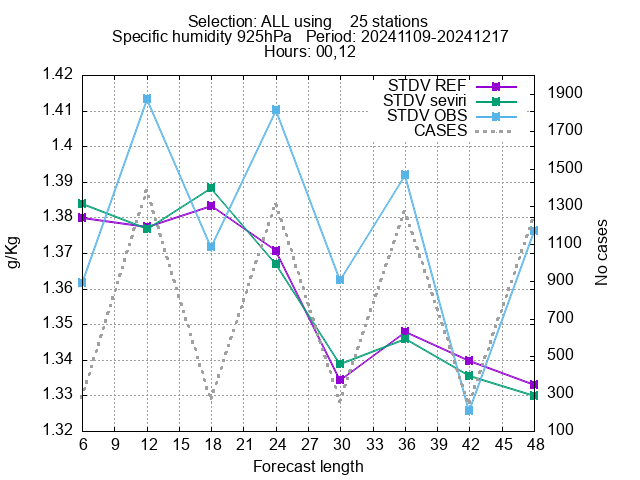 Selection: ALL using    25 stations
Specific humidity 925hPa   Period: 20241109-20241217
Hours: 00,12
STDV REF
STDV seviri
STDV OBS
CASES
1.42
1.41
1.4
1.39
1.38
1.37
1.36
1.35
1.34
1.33
1.32
g/Kg
1900
1700
1500
1300
1100
900
700
500
300
100
No cases
6 9 12 15 18 21 24 27 30 33 36 39 42 45 48
Forecast length